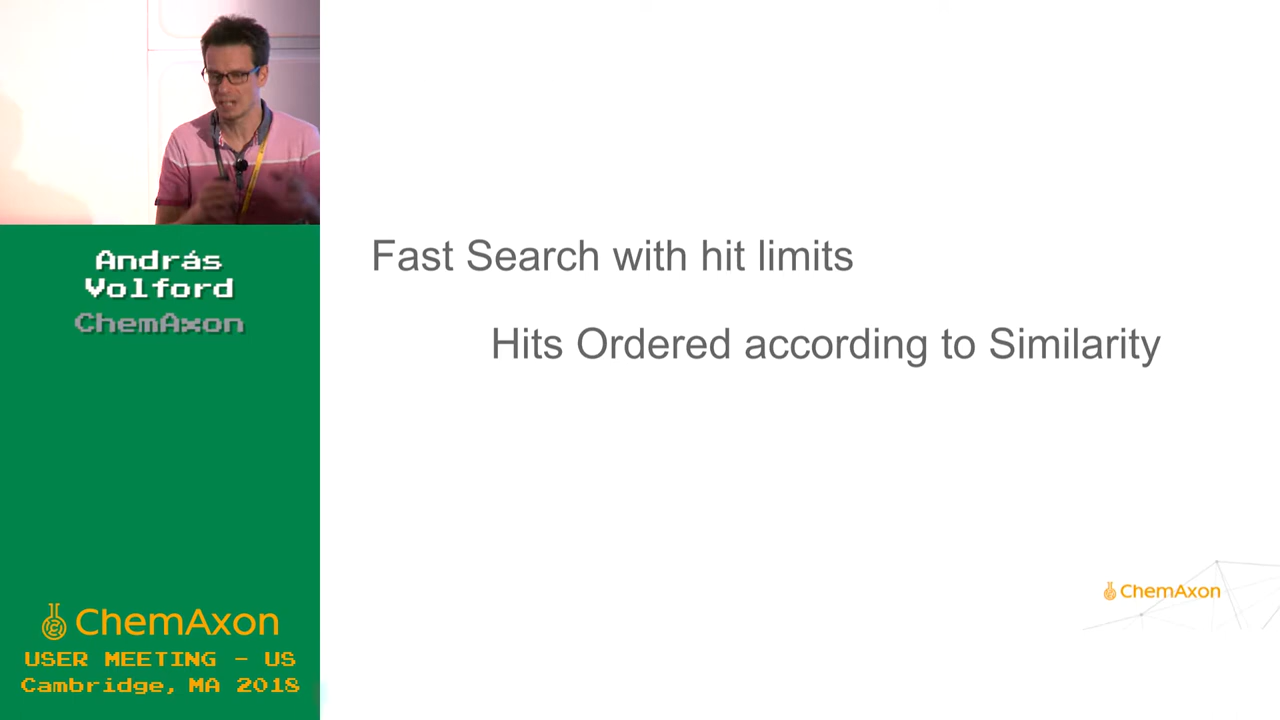 András
Volford
ChemAxon
Fast Search with hit limits
Hits Ordered according to Similarity
ChemAxon
ChemAxon
USER MEETING - US
Cambridge, MA 2018